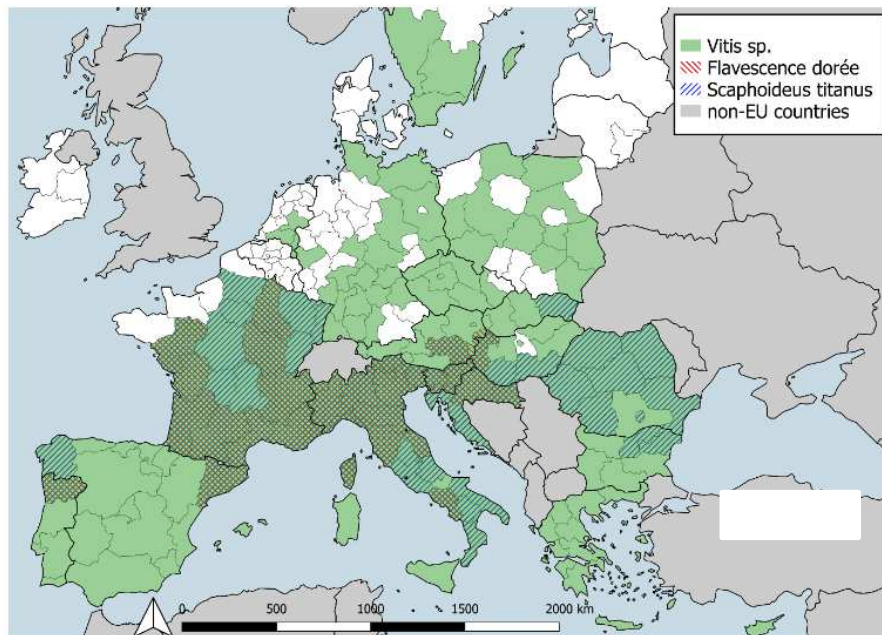 Vitis sp.
Flavescence dorée
Scaphoideus titanus
non-EU countries
0 500 1000 1500 2000 km